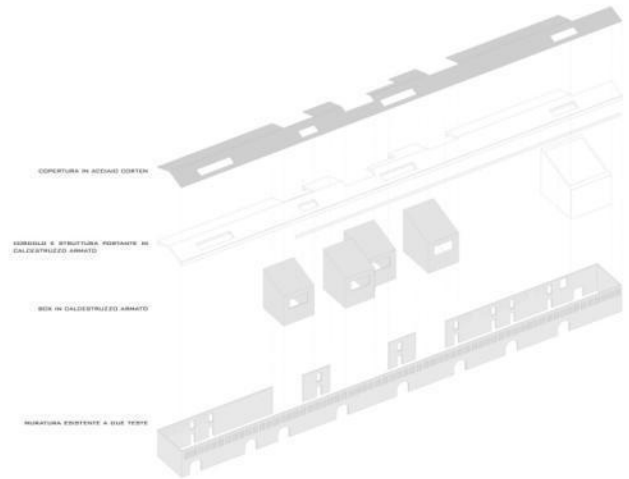 COPERTURA IN ACCIAIO CORTEN
CORDOLO E STRUTTURA PORTANTE IN
CALCESTRUZZO ARMATO
BOX IN CALCESTRUZZO ARMATO
MURATURA ESISTENTE A DUE TESTE